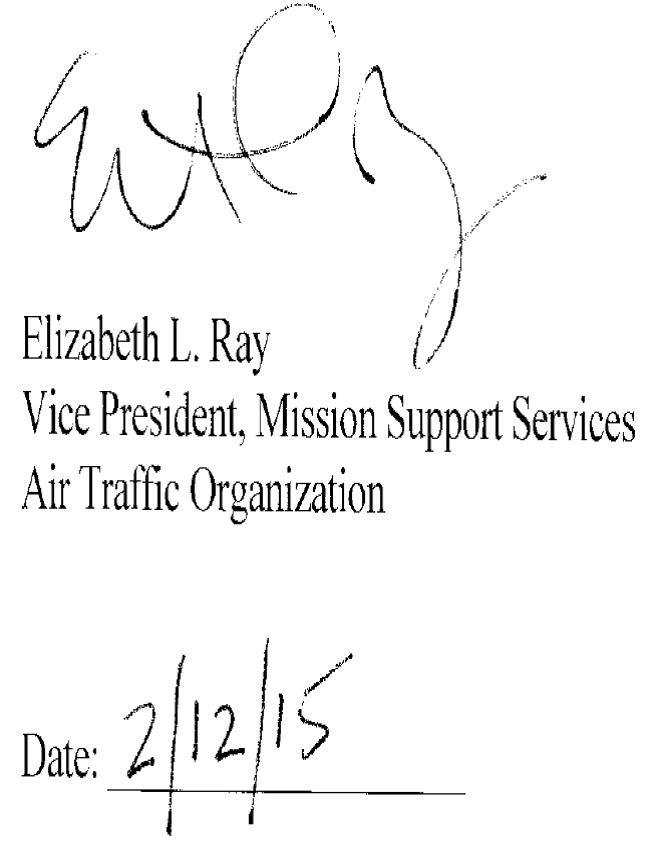 Elizabeth L. Ray
Vice President, Mission Support Services
Air Traffic Organization
Date: 2/12/15